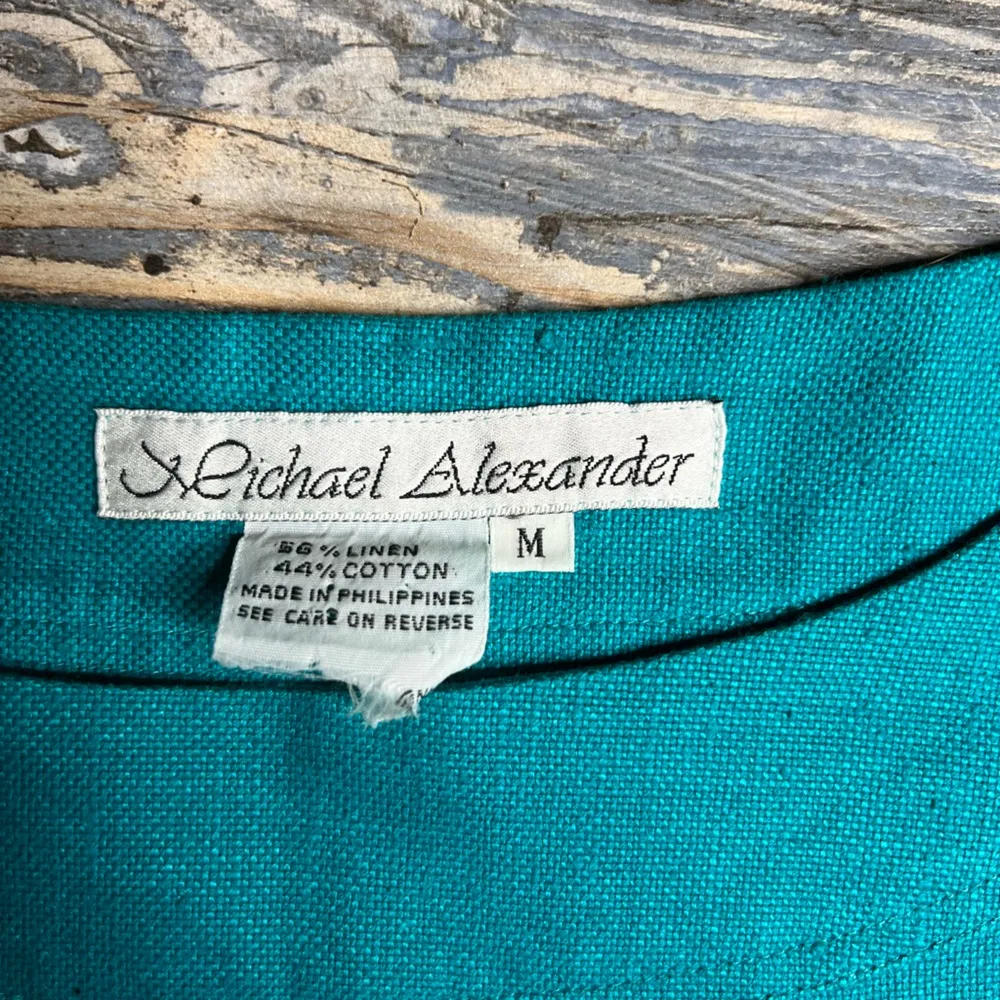 Michael Alexander
M
56% LINEN
44% COTTON
MADE IN PHILIPPINES
SEE CARE ON REVERSE